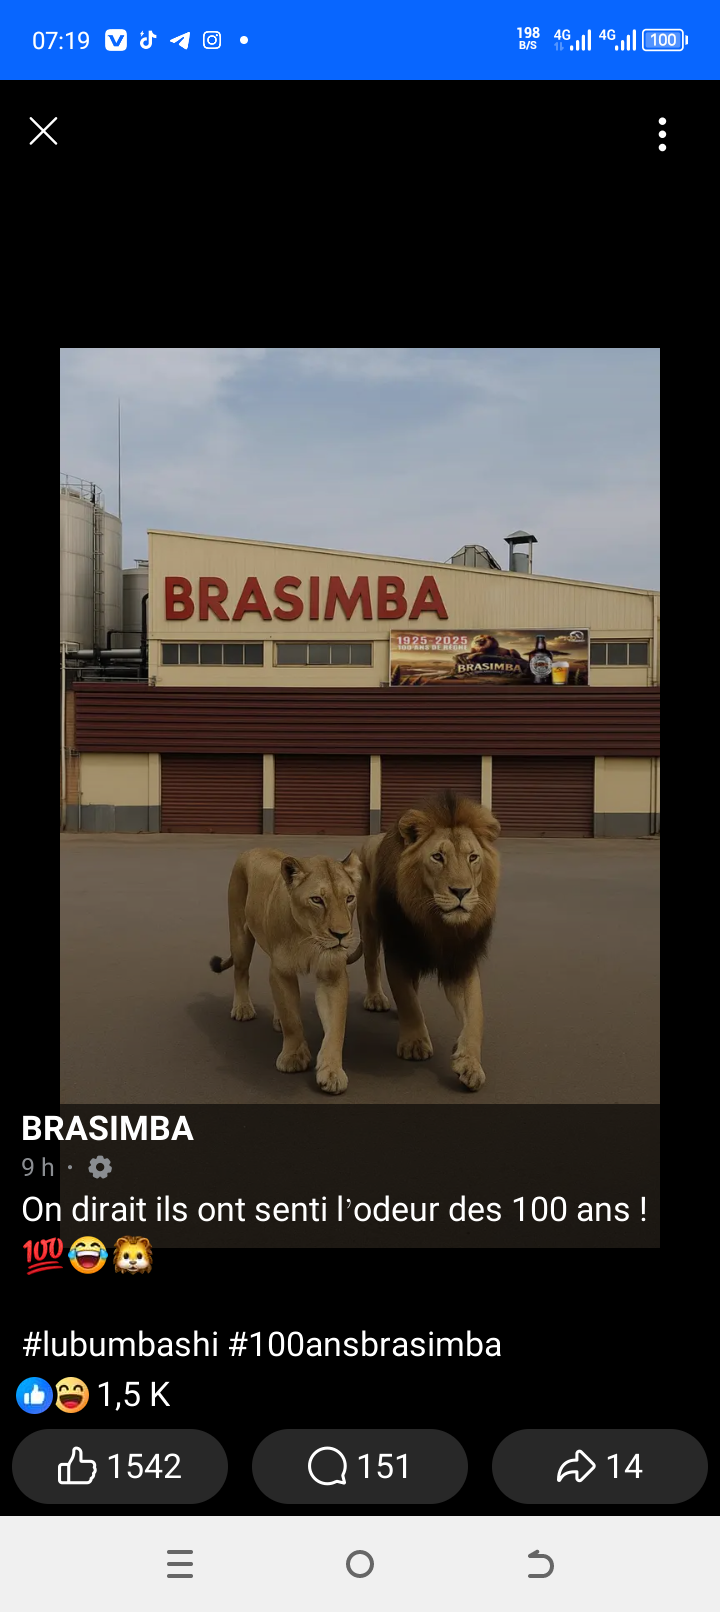 07:19
198
B/S
4G
4G
100
BRASIMBA
1925-2025
100 ANS DE RÈGNE
BRASIMBA
BRASIMBA
9 h ·
On dirait ils ont senti l’odeur des 100 ans !
💯😂🦁
#lubumbashi #100ansbrasimba
1,5 K
1542
151
14